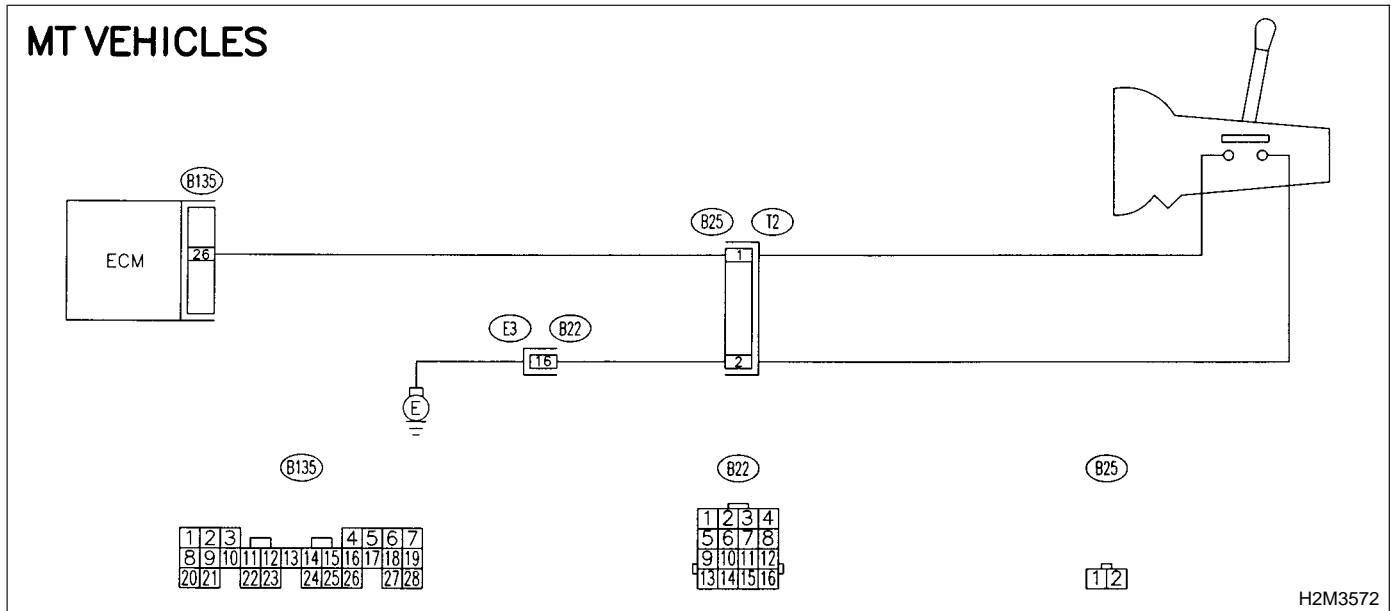 MT VEHICLES
B135
B25 T2
26 1
ECM
E3 B22
16 2
E
B135 B22 B25
1 2 3 4 5 6 7
8 9 10 11 12 13 14 15 16 17 18 19
20 21 22 23 24 25 26 27 28
1 2 3 4
5 6 7 8
9 10 11 12
13 14 15 16
1 2
H2M3572